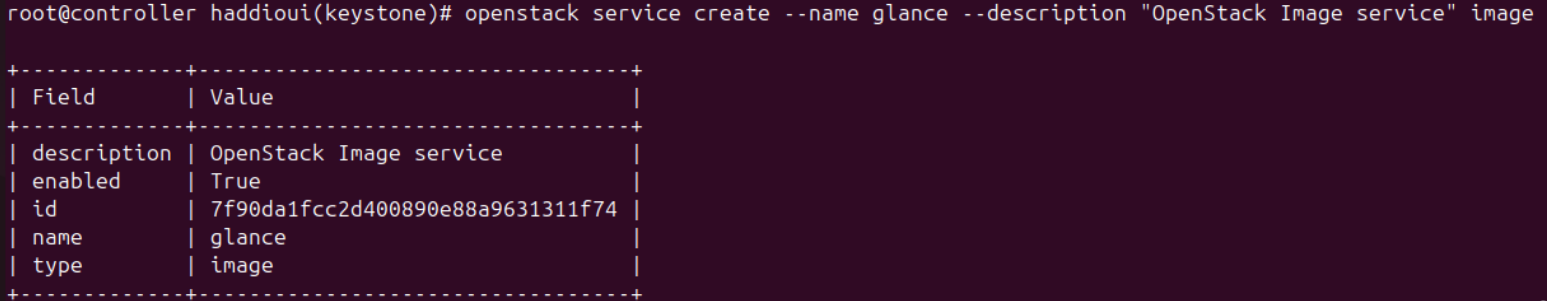 root@controller haddioui(keystone)# openstack service create --name glance --description "OpenStack Image service" image
+-------------+----------------------------------+
| Field       | Value                            |
+-------------+----------------------------------+
| description | OpenStack Image service          |
| enabled     | True                             |
| id          | 7f90da1fcc2d400890e88a9631311f74 |
| name        | glance                           |
| type        | image                            |
+-------------+----------------------------------+